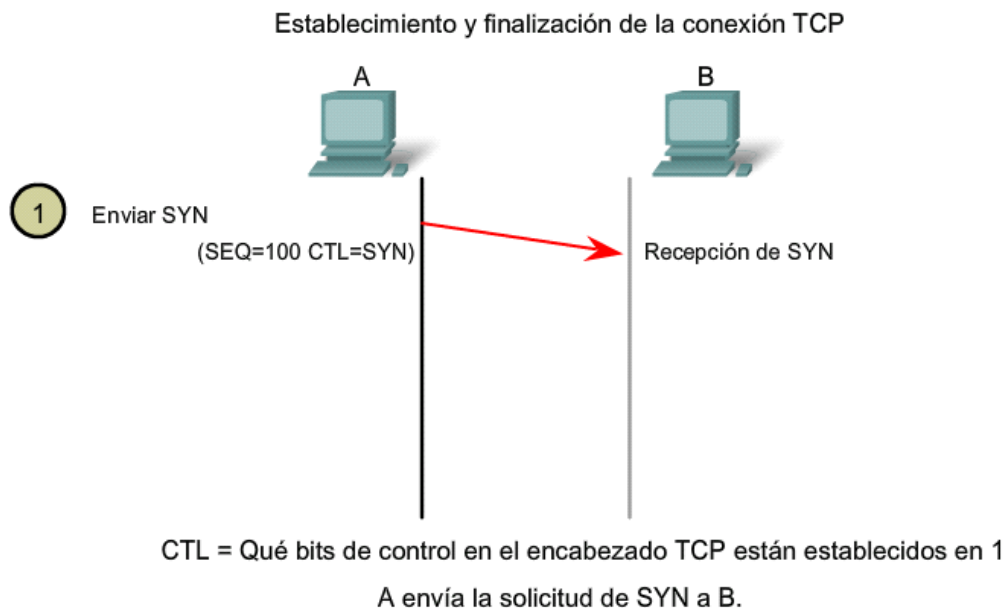 Establecimiento y finalización de la conexión TCP
A
B
1
Enviar SYN
(SEQ=100 CTL=SYN)
Recepción de SYN
CTL = Qué bits de control en el encabezado TCP están establecidos en 1
A envía la solicitud de SYN a B.